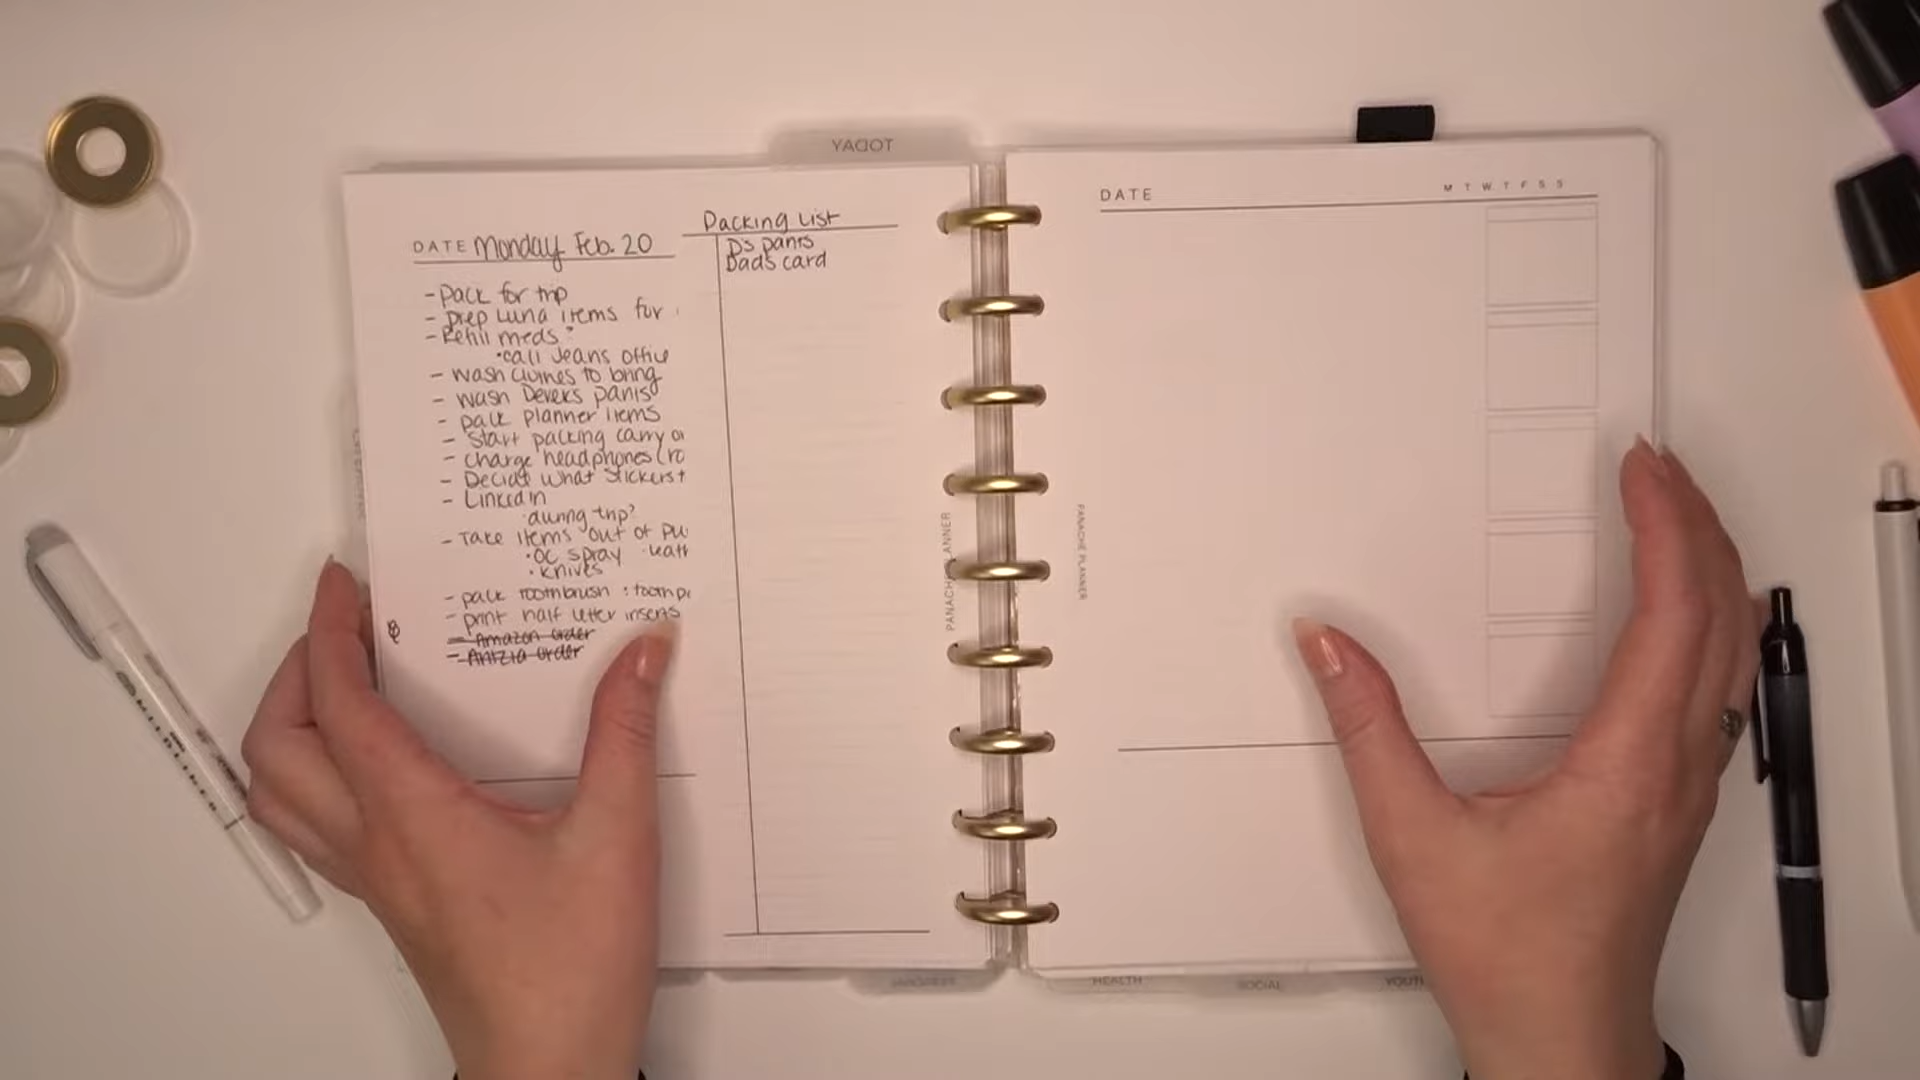 TODAY
DATE Monday Feb. 20
- pack for trip
- prep Luna items for
- Refill meds?
• call Jeans office
- wash clothes to bring
- wash Dereks pants
- pack planner items
- Start packing carry
- charge headphones
- Decide what stickers
- LinkedIn
• during trip?
- Take items out of
• OC spray
• knives
- pack toothbrush
- print half letter inserts
- Amazon order
- Aritzia order
Packing List
D's pants
Dad's card
PANACHE PLANNER
DATE
M T W T F S S
PANACHE PLANNER
HEALTH
SOCIAL